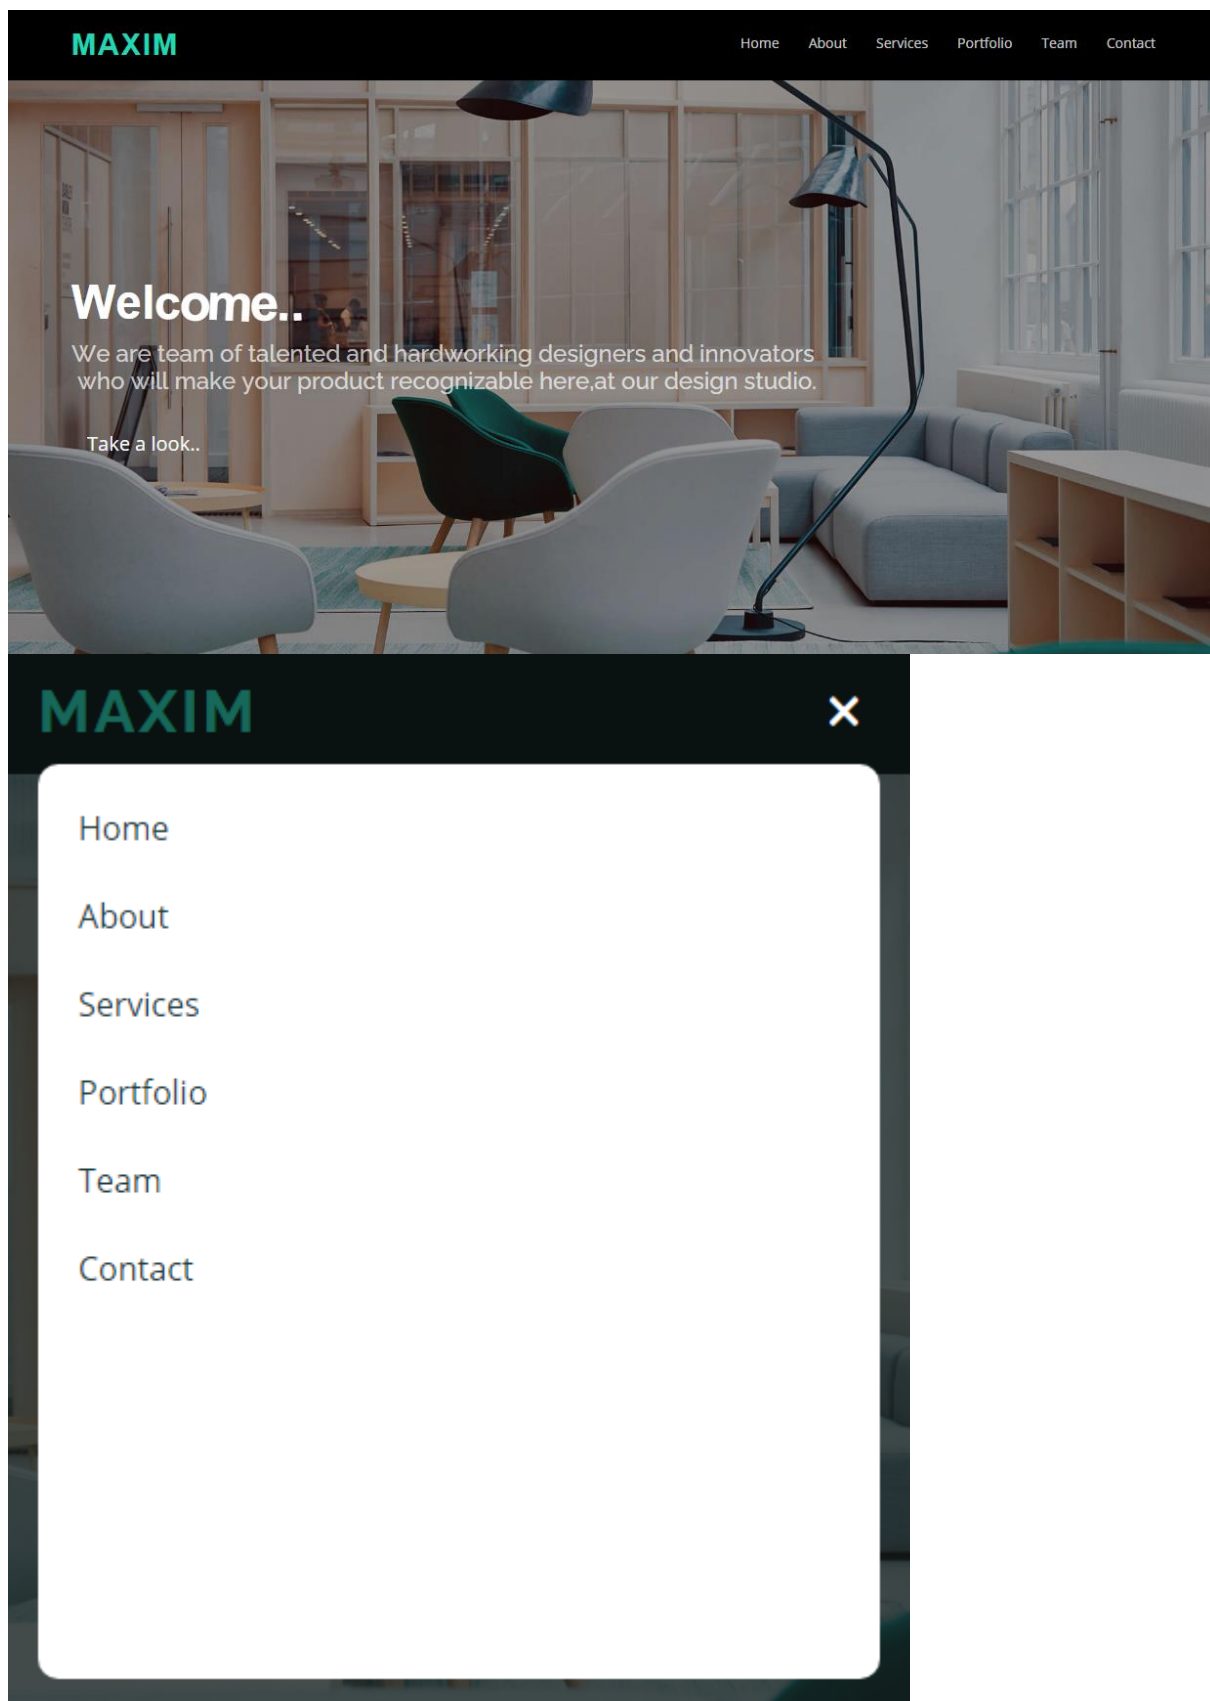 MAXIM
Home About Services Portfolio Team Contact
Welcome..
We are team of talented and hardworking designers and innovators
who will make your product recognizable here,at our design studio.
Take a look..
MAXIM
Home
About
Services
Portfolio
Team
Contact